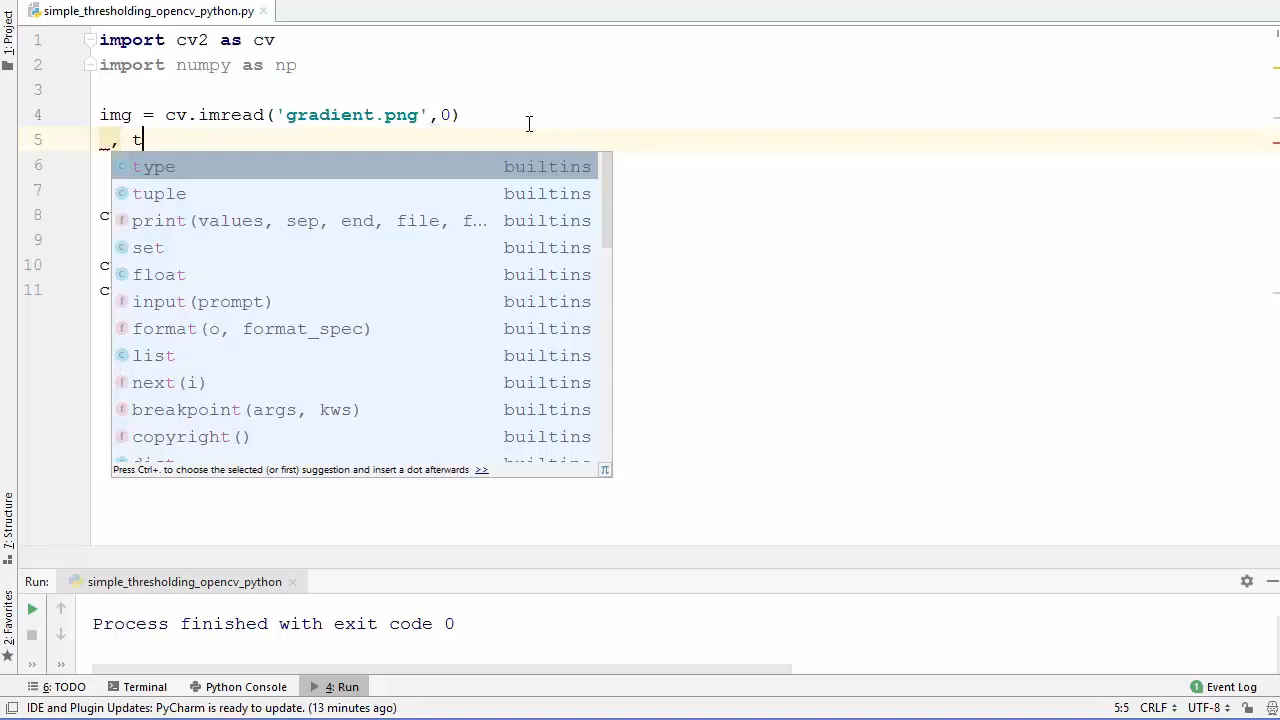 simple_thresholding_opencv_python.py
1: Project
1 import cv2 as cv
2 import numpy as np
3
4 img = cv.imread('gradient.png',0)
5 _, t
6
7
8 c
9
10 c
11 c
type builtins
tuple builtins
print(values, sep, end, file, f... builtins
set builtins
float builtins
input(prompt) builtins
format(o, format_spec) builtins
list builtins
next(i) builtins
breakpoint(args, kws) builtins
copyright() builtins
Press Ctrl+. to choose the selected (or first) suggestion and insert a dot afterwards >> π
7: Structure
2: Favorites
Run: simple_thresholding_opencv_python
Process finished with exit code 0
6: TODO Terminal Python Console 4: Run 1 Event Log
IDE and Plugin Updates: PyCharm is ready to update. (13 minutes ago) 5:5 CRLF UTF-8